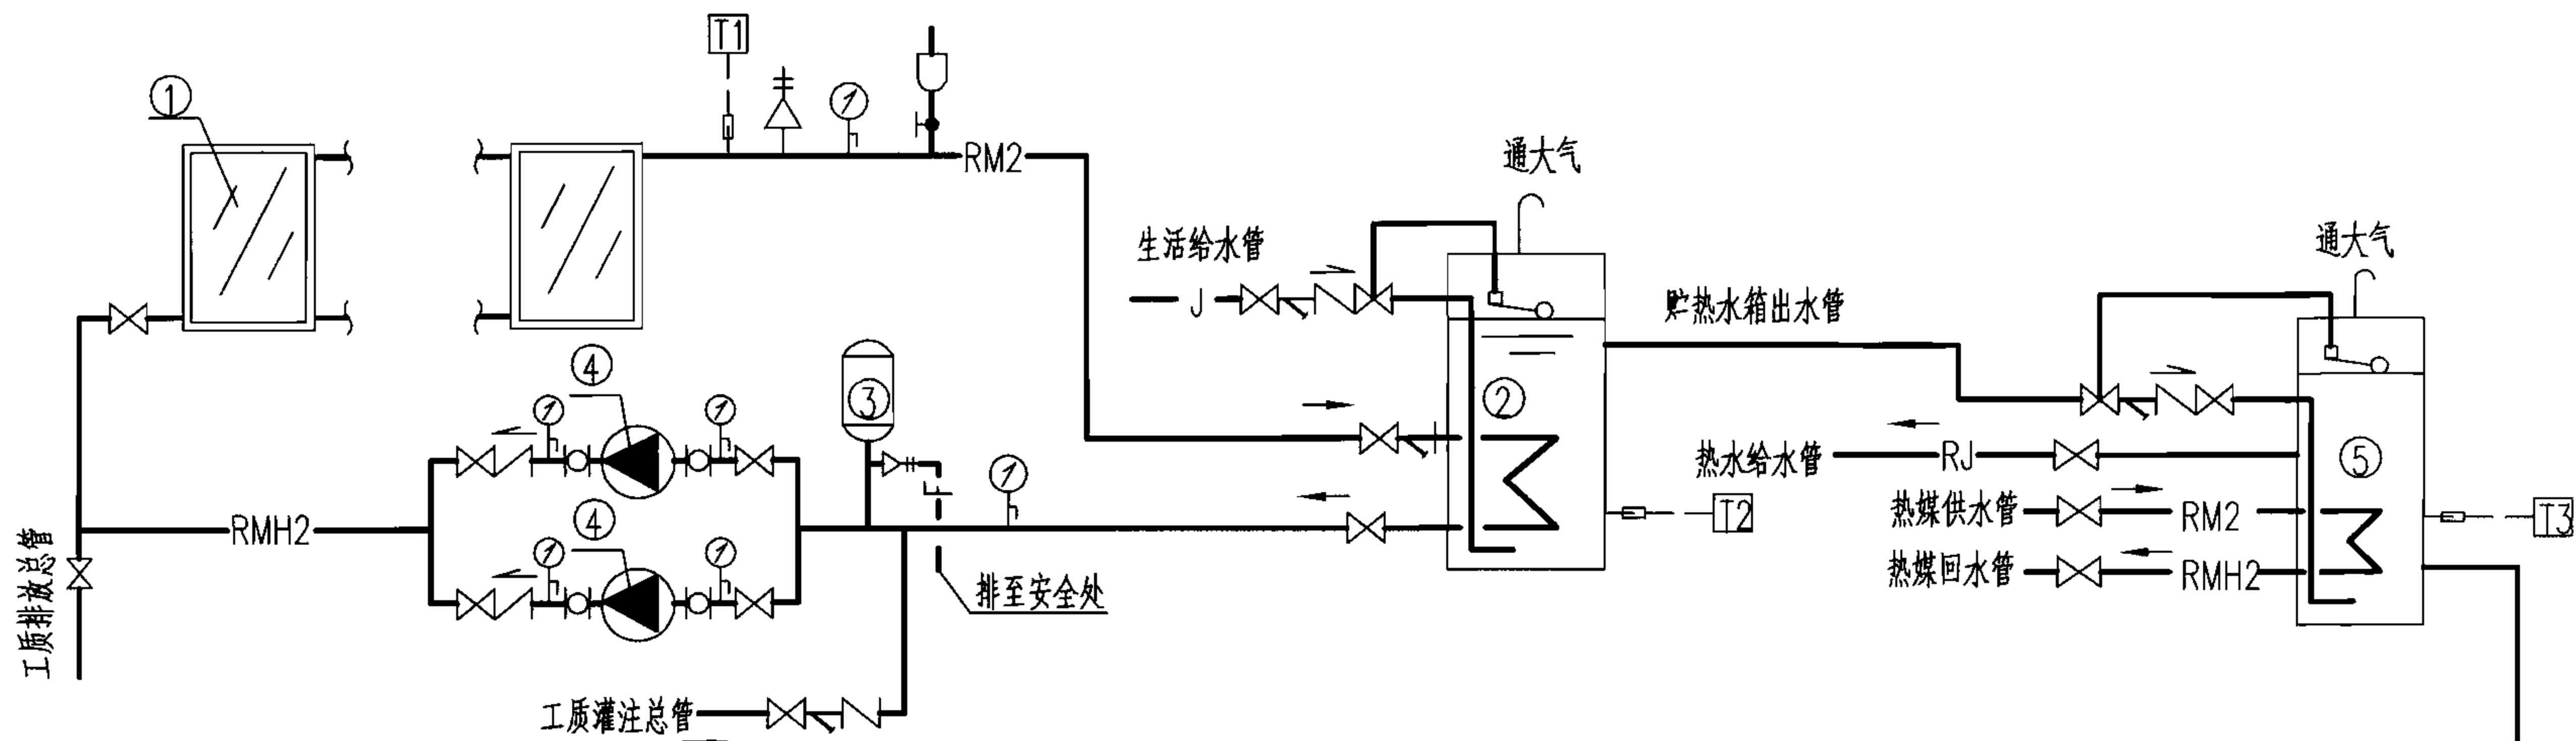 T1
①
RM2
通大气
生活给水管
J
通大气
贮热水箱出水管
④
③
②
热水给水管
RJ
⑤
RMH2
④
T2
热媒供水管
RM2
T3
热媒回水管
RMH2
工质排放总管
排至安全处
工质灌注总管